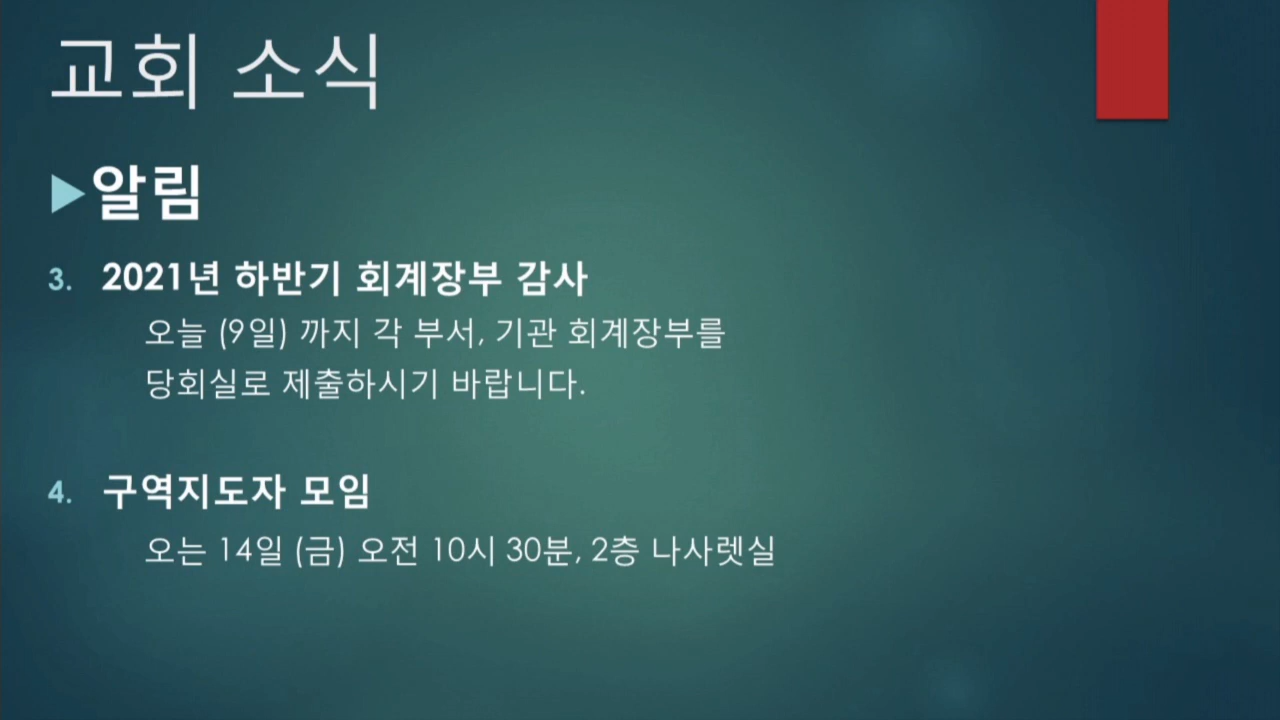 교회 소식
알림
3. 2021년 하반기 회계장부 감사
오늘 (9일) 까지 각 부서, 기관 회계장부를
당회실로 제출하시기 바랍니다.
4. 구역지도자 모임
오는 14일 (금) 오전 10시 30분, 2층 나사렛실